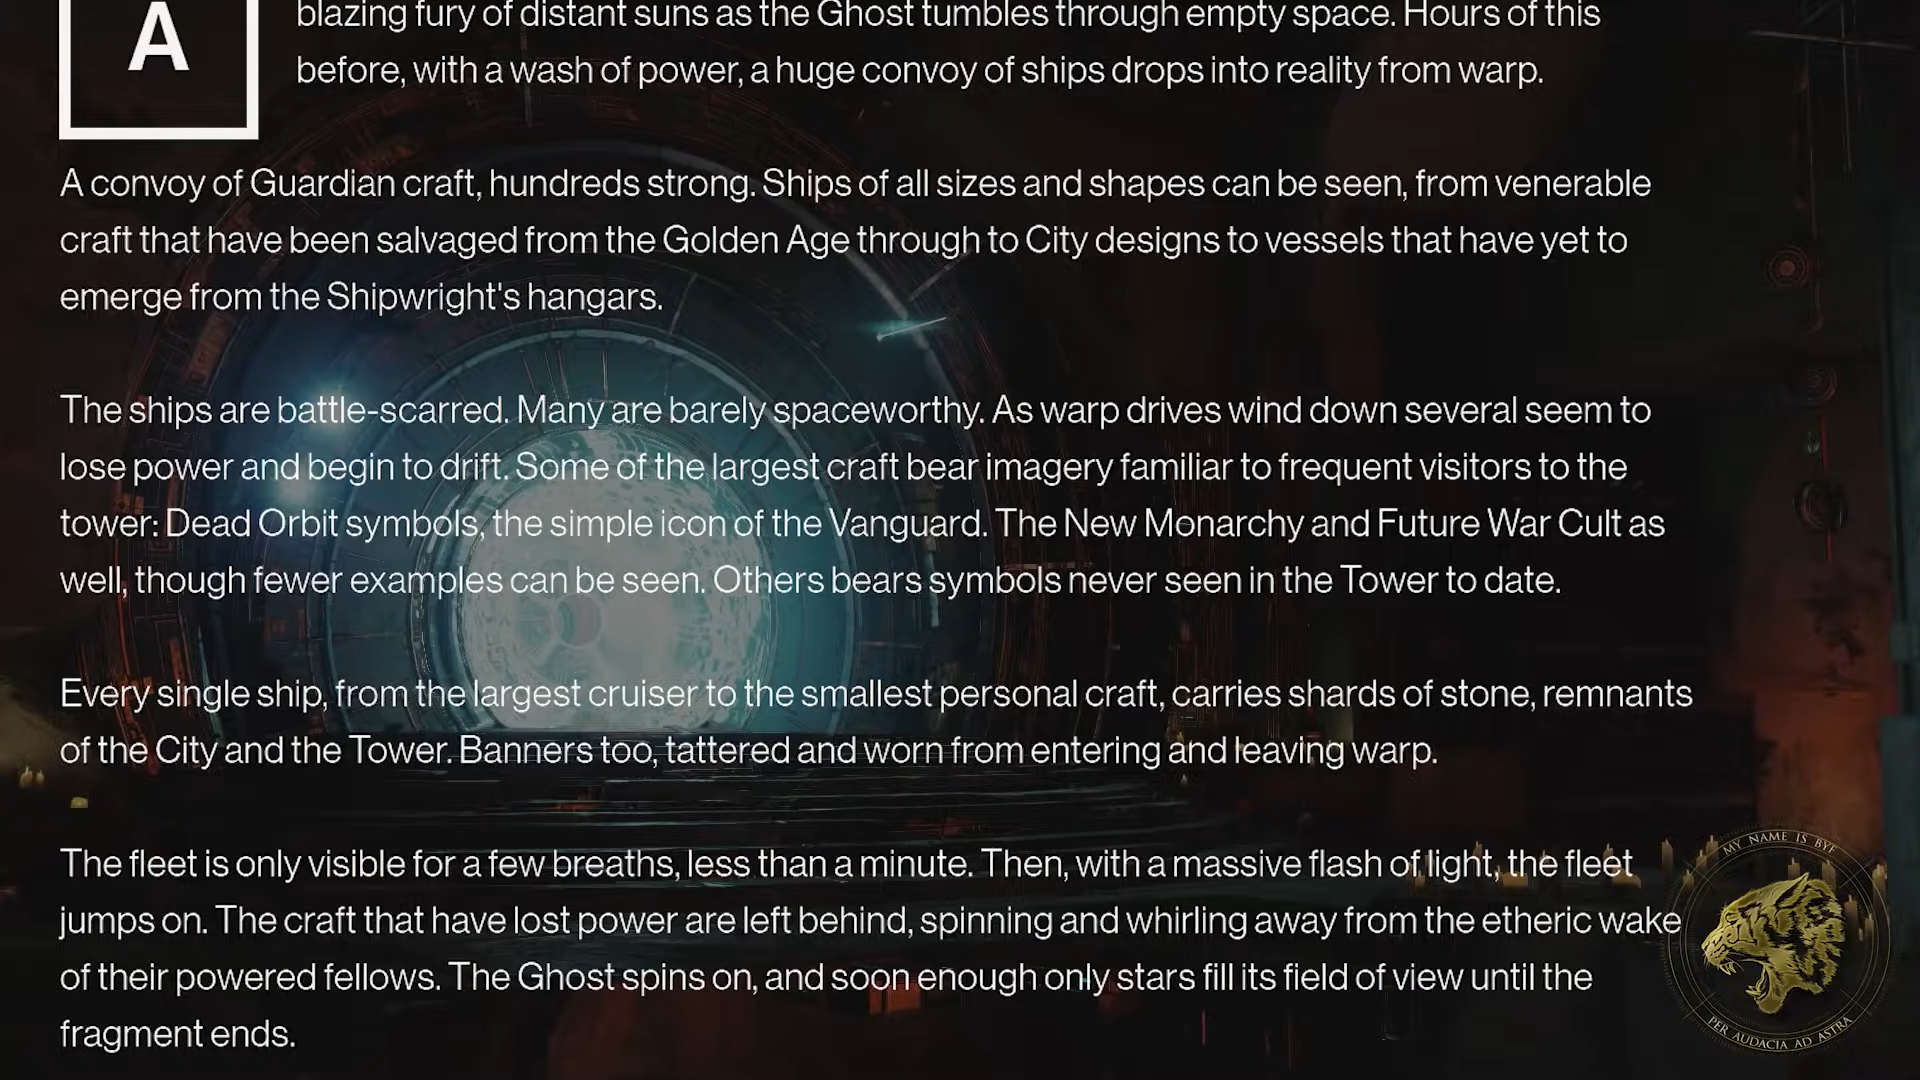 A
blazing fury of distant suns as the Ghost tumbles through empty space. Hours of this
before, with a wash of power, a huge convoy of ships drops into reality from warp.
A convoy of Guardian craft, hundreds strong. Ships of all sizes and shapes can be seen, from venerable
craft that have been salvaged from the Golden Age through to City designs to vessels that have yet to
emerge from the Shipwright's hangars.
The ships are battle-scarred. Many are barely spaceworthy. As warp drives wind down several seem to
lose power and begin to drift. Some of the largest craft bear imagery familiar to frequent visitors to the
tower: Dead Orbit symbols, the simple icon of the Vanguard. The New Monarchy and Future War Cult as
well, though fewer examples can be seen. Others bears symbols never seen in the Tower to date.
Every single ship, from the largest cruiser to the smallest personal craft, carries shards of stone, remnants
of the City and the Tower. Banners too, tattered and worn from entering and leaving warp.
The fleet is only visible for a few breaths, less than a minute. Then, with a massive flash of light, the fleet
jumps on. The craft that have lost power are left behind, spinning and whirling away from the etheric wake
of their powered fellows. The Ghost spins on, and soon enough only stars fill its field of view until the
fragment ends.
MY NAME IS BYF
PER AUDACIA AD ASTRA